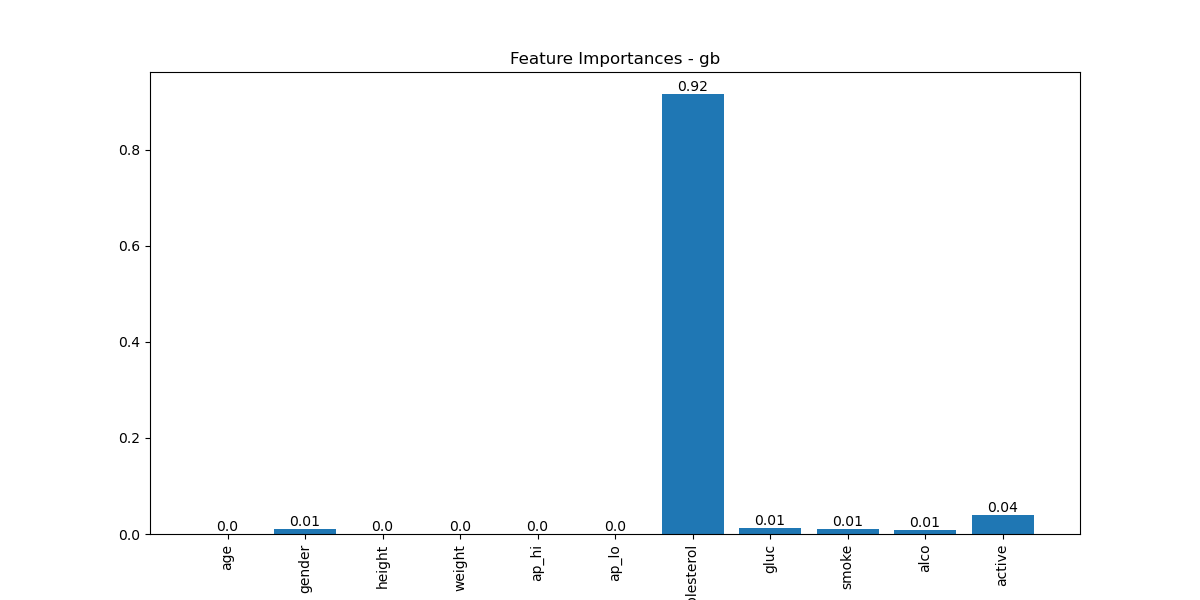 Feature Importances - gb
0.8
0.6
0.4
0.2
0.0
0.0
0.01
0.0
0.0
0.0
0.0
0.92
0.01
0.01
0.01
0.04
age
gender
height
weight
ap_hi
ap_lo
olesterol
gluc
smoke
alco
active